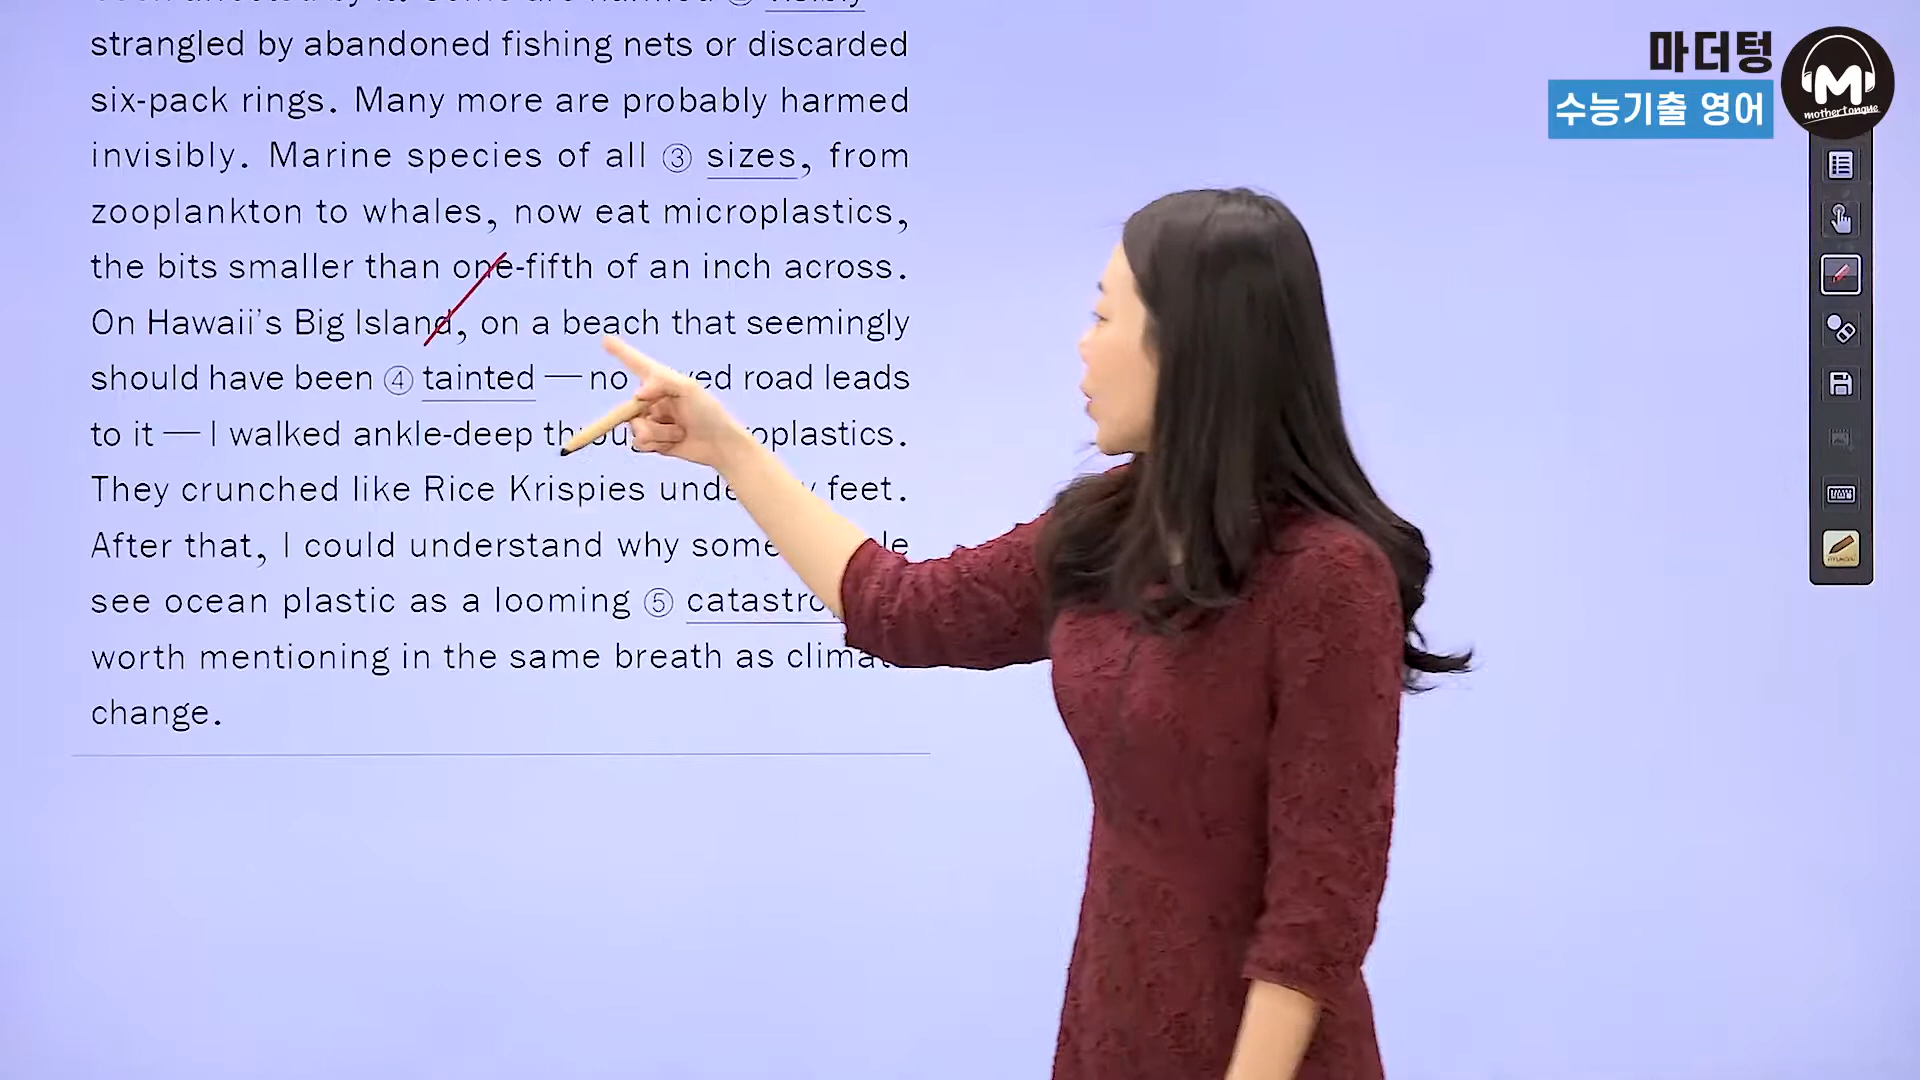 strangled by abandoned fishing nets or discarded
six-pack rings. Many more are probably harmed
invisibly. Marine species of all ③ sizes, from
zooplankton to whales, now eat microplastics,
the bits smaller than one-fifth of an inch across.
On Hawaii's Big Island, on a beach that seemingly
should have been ④ tainted — no road leads
to it — I walked ankle-deep
They crunched like Rice Krispies feet.
After that, I could understand why
see ocean plastic as a looming ⑤
worth mentioning in the same breath as
change.
마더텅
수능기출 영어
M
mothertongue